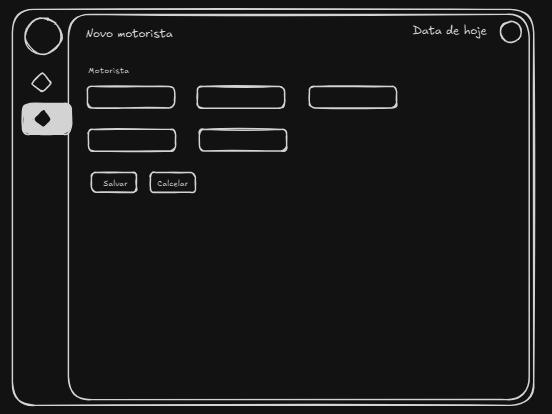 Novo motorista
Data de hoje
Motorista
Salvar
Calcelar